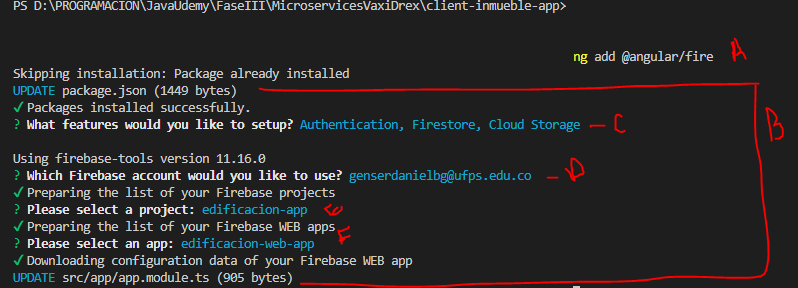 PS D:\PROGRAMACION\JavaUdemy\FaseIII\MicroservicesVaxiDrex\client-inmueble-app>
ng add @angular/fire A
Skipping installation: Package already installed
UPDATE package.json (1449 bytes)
✓ Packages installed successfully. B
? What features would you like to setup? Authentication, Firestore, Cloud Storage — C
Using firebase-tools version 11.16.0
? Which Firebase account would you like to use? genserdanielbg@ufps.edu.co — D
✓ Preparing the list of your Firebase projects
? Please select a project: edificacion-app E
✓ Preparing the list of your Firebase WEB apps F
? Please select an app: edificacion-web-app
✓ Downloading configuration data of your Firebase WEB app
UPDATE src/app/app.module.ts (905 bytes)